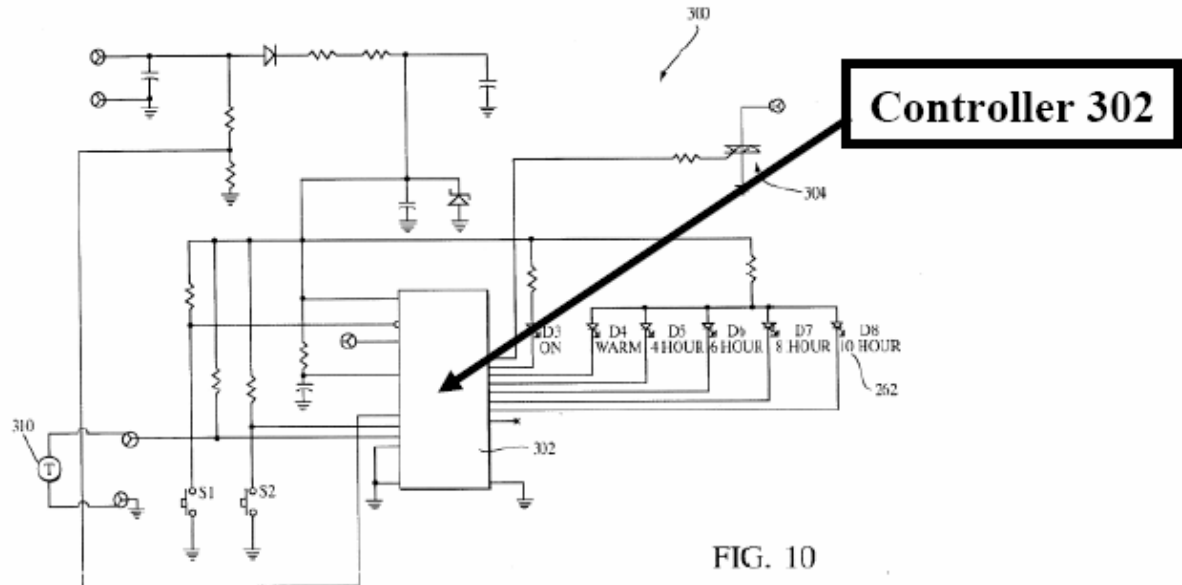 300
Controller 302
304
D3
ON
D4
WARM
D5
4 HOUR
D6
6 HOUR
D7
8 HOUR
D8
10 HOUR
262
310
T
302
S1
S2
FIG. 10